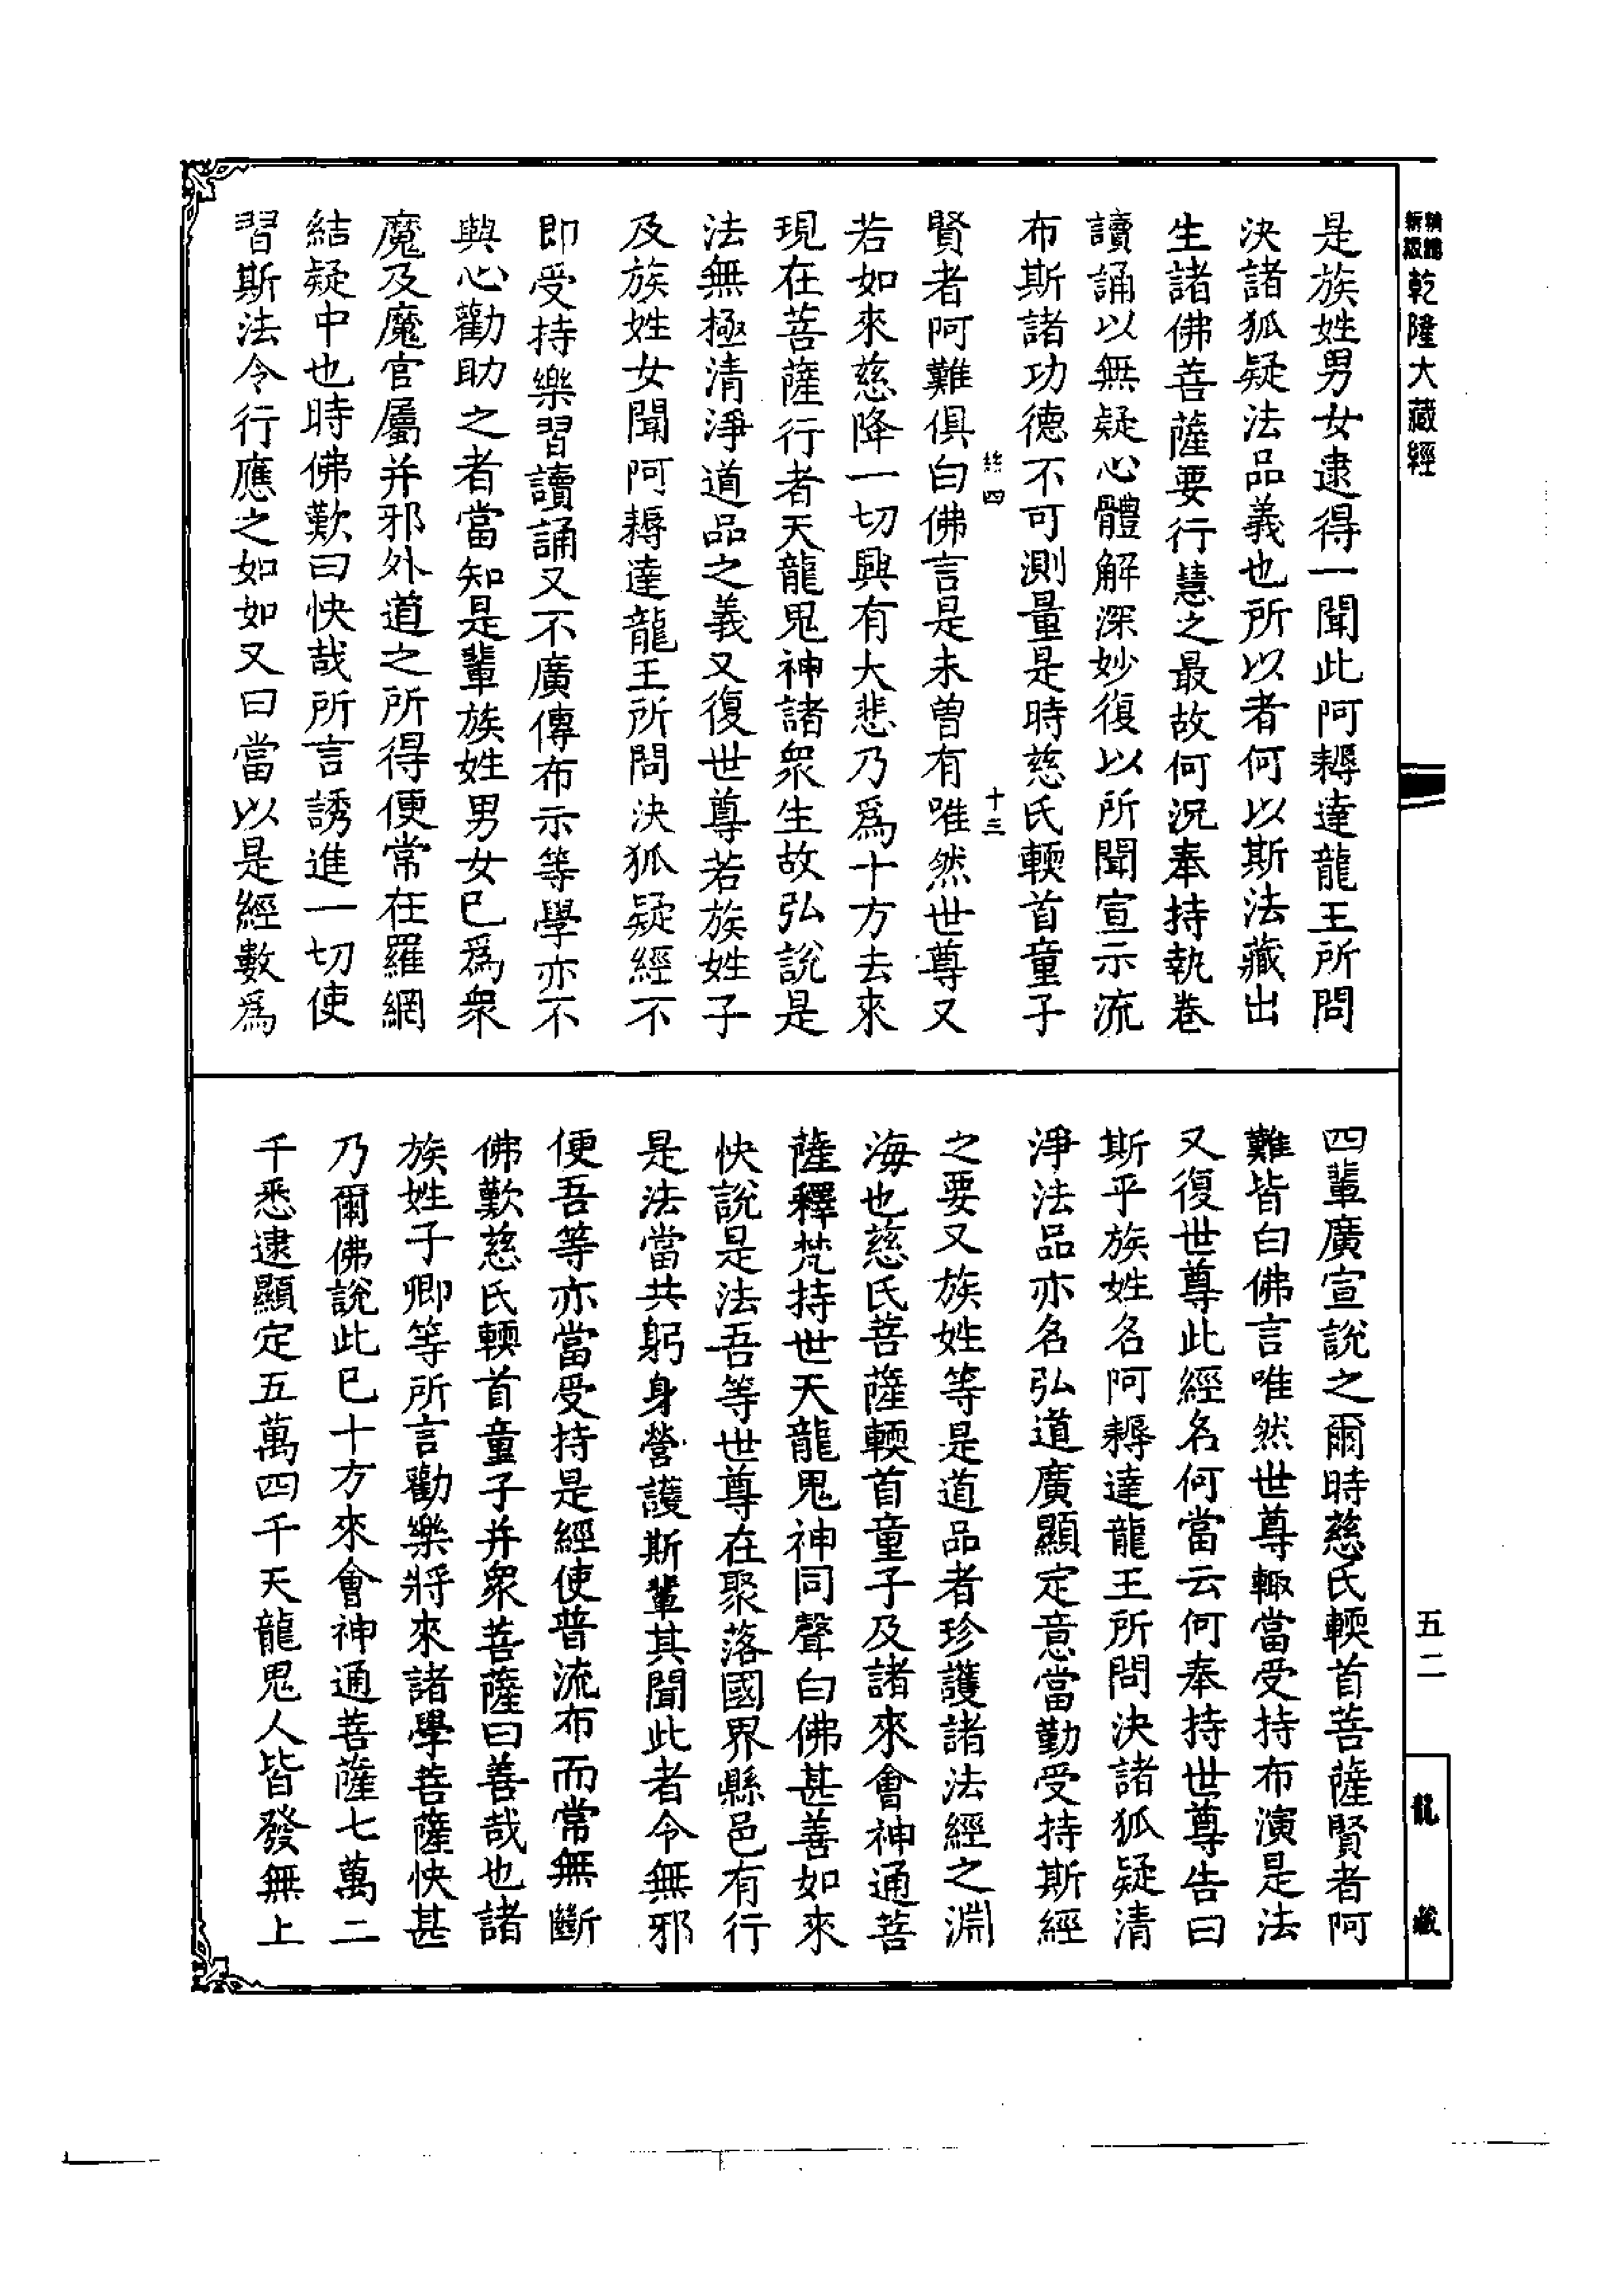 精體
新級
乾隆大藏經
是族姓男女逮得一聞此阿耨達龍王所問
決諸狐疑法品義也所以者何以斯法藏出
生諸佛菩薩要行慧之最故何況奉持執卷
讀誦以無疑心體解深妙復以所聞宣示流
布斯諸功德不可測量是時慈氏輭首童子
四
十三
賢者阿難俱白佛言是未曽有唯然世尊又
若如來慈降一切興有大悲乃爲十方去來
現在菩薩行者天龍鬼神諸衆生故弘說是
法無極清淨道品之義又復世尊若族姓子
及族姓女聞阿耨達龍王所問決狐疑經不
即受持樂習讀誦又不廣傳布示等學亦不
與心勸助之者當知是輩族姓男女已爲衆
魔及魔官屬并邪外道之所得便常在羅網
結疑中也時佛歎曰快哉所言誘進一切使
習斯法令行應之如如又曰當以是經數爲
四輩廣宣說之爾時慈氏輭首菩薩賢者阿
難皆白佛言唯然世尊輙當受持布演是法
又復世尊此經名何當云何奉持世尊告曰
斯乎族姓名阿耨達龍王所問決諸狐疑清
淨法品亦名弘道廣顯定意當勤受持斯經
之要又族姓等是道品者珍護諸法經之淵
海也慈氏菩薩輭首童子及諸來會神通菩
薩釋梵持世天龍鬼神同聲白佛甚善如來
快說是法吾等世尊在聚落國界縣邑有行
是法當共躬身營護斯輩其聞此者令無邪
便吾等亦當受持是經使普流布而常無斷
佛歎慈氏輭首童子并衆菩薩曰善哉也諸
族姓子卿等所言勸樂將來諸學菩薩快甚
乃爾佛說此已十方來會神通菩薩七萬二
千悉逮顯定五萬四千天龍鬼人皆發無上
五二
龍藏